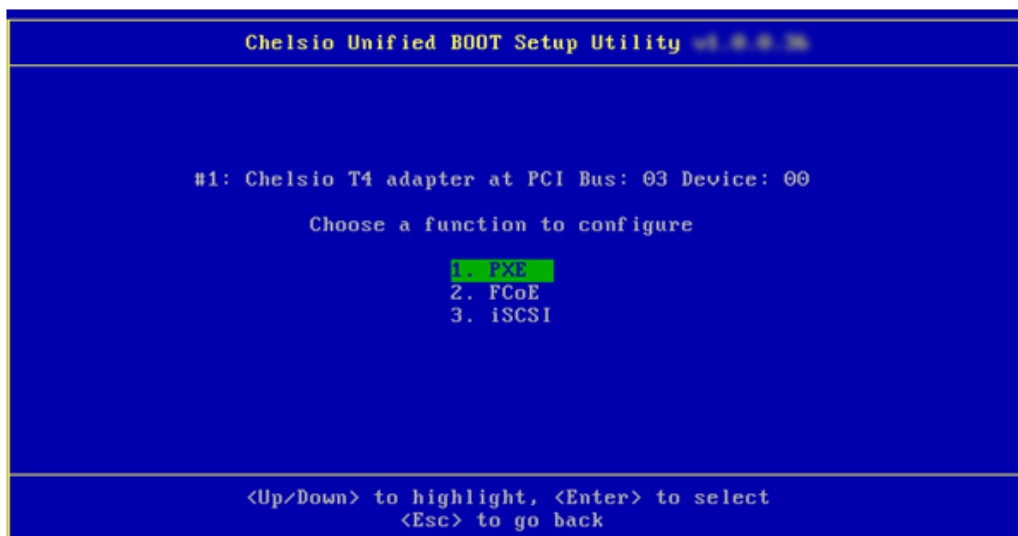 Chelsio Unified BOOT Setup Utility
#1: Chelsio T4 adapter at PCI Bus: 03 Device: 00
Choose a function to configure
1. PXE
2. FCoE
3. iSCSI
<Up/Down> to highlight, <Enter> to select
<Esc> to go back